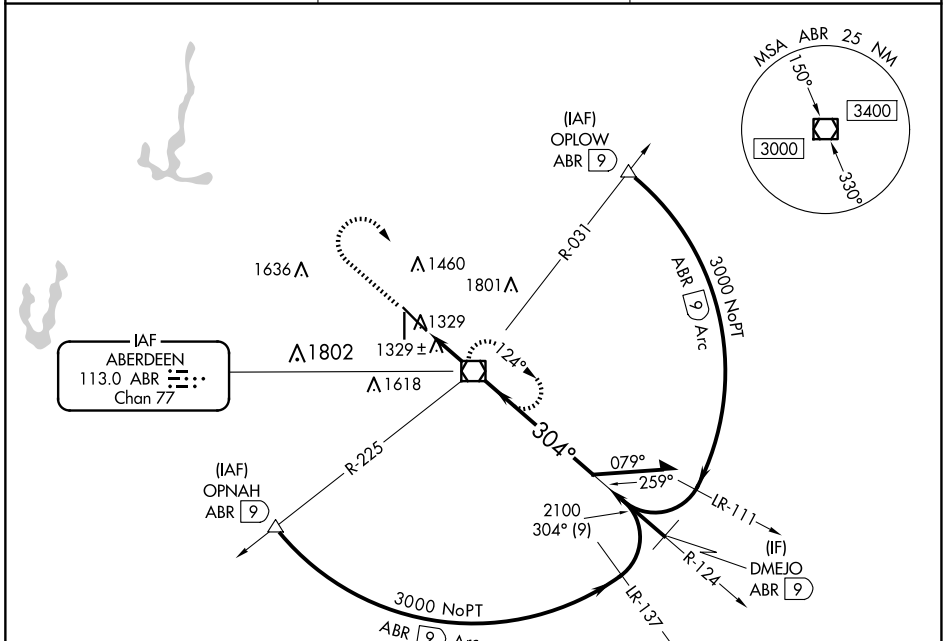 MSA ABR 25 NM
150°
3400
3000
330°
(IAF)
OPLOW
ABR 9
R-031
3000 NoPT
ABR 9 Arc
1636
1460
1801
1329
1329 ±
1802
1618
124°
IAF
ABERDEEN
113.0 ABR
Chan 77
304°
R-225
(IAF)
OPNAH
ABR 9
079°
259°
LR-111
2100
304° (9)
(IF)
DMEJO
ABR 9
R-124
LR-137
3000 NoPT
ABR 9 Arc